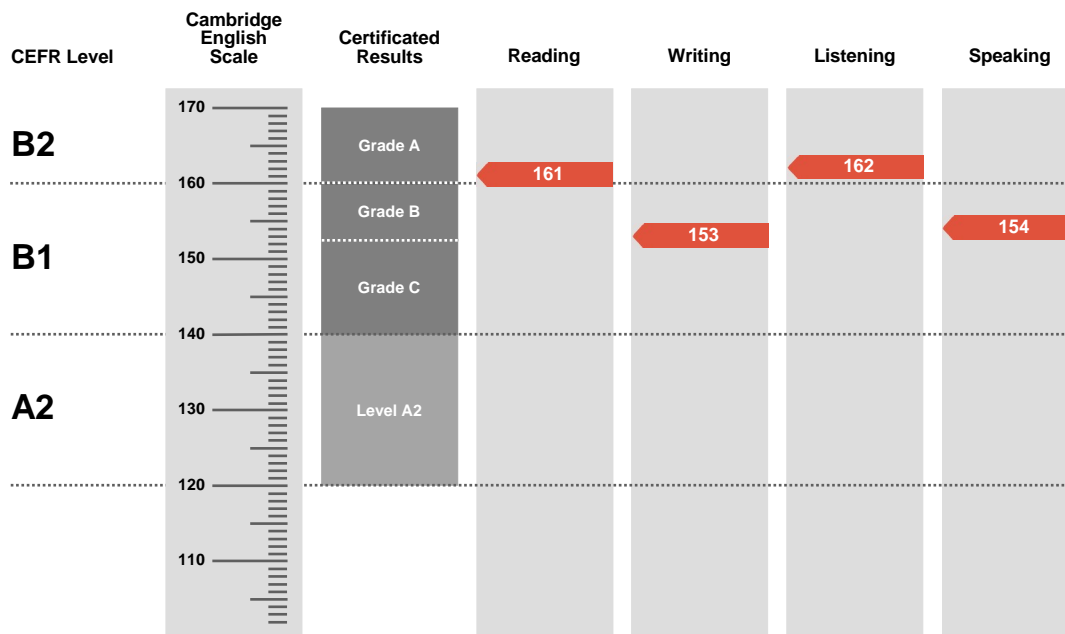 CEFR Level
Cambridge
English
Scale
Certificated
Results
Reading
Writing
Listening
Speaking
170
B2
Grade A
161
162
160
Grade B
153
154
B1
150
Grade C
140
A2
130
Level A2
120
110